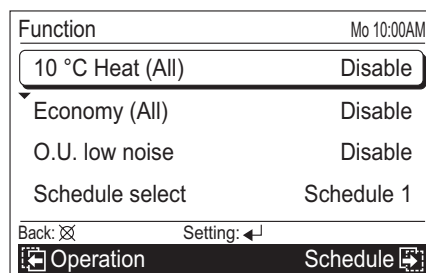 Function Mo 10:00AM
10 °C Heat (All) Disable
Economy (All) Disable
O.U. low noise Disable
Schedule select Schedule 1
Back: Setting:
Operation Schedule